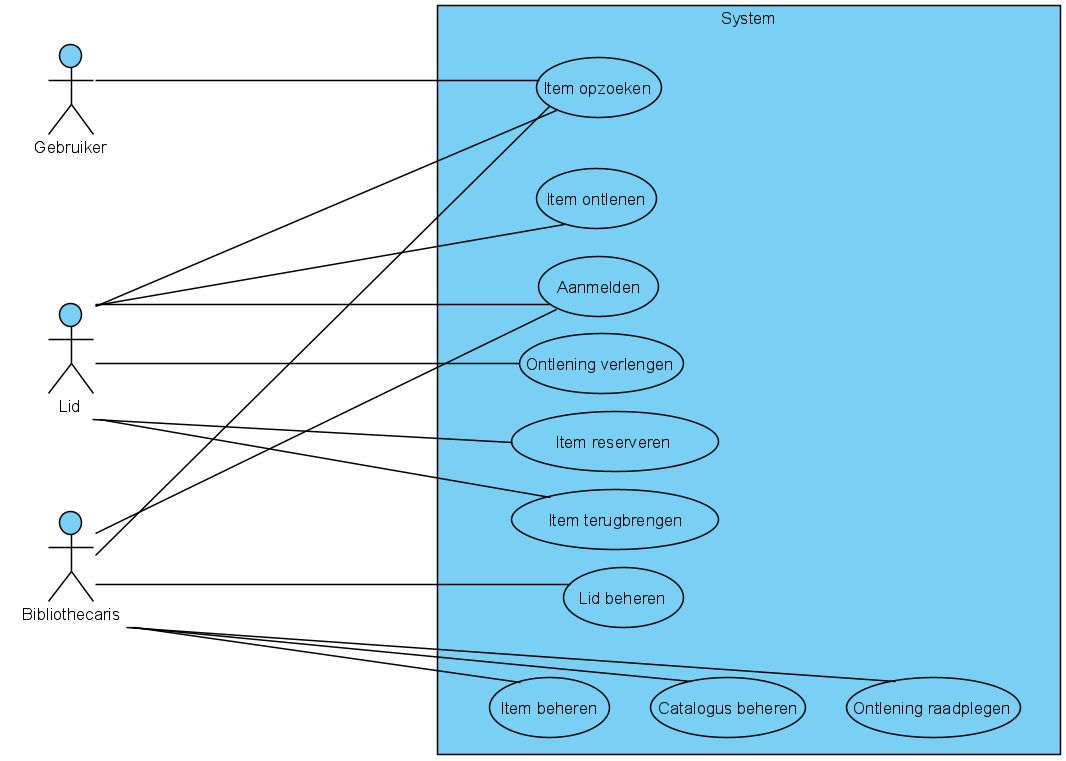 System
Gebruiker
Item opzoeken
Item ontlenen
Aanmelden
Ontlening verlengen
Lid
Item reserveren
Item terugbrengen
Bibliothecaris
Lid beheren
Item beheren
Catalogus beheren
Ontlening raadplegen